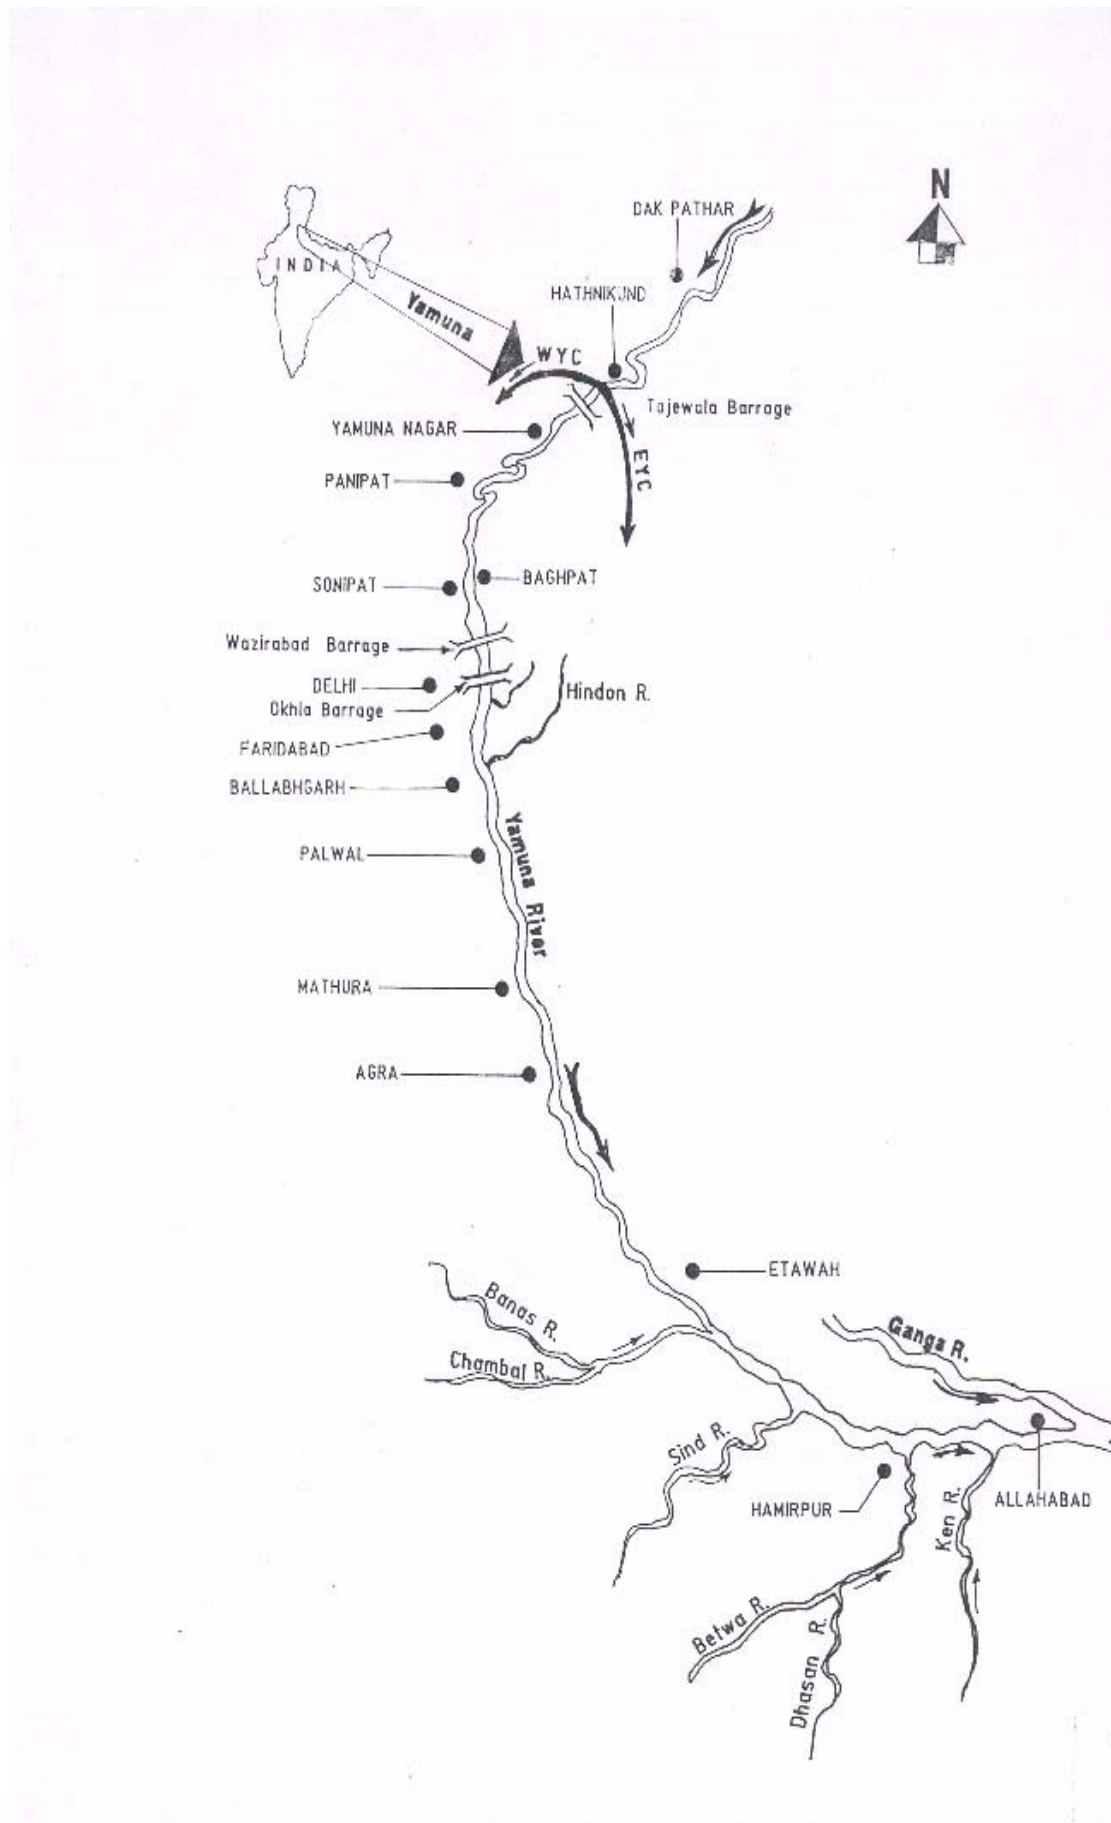 N
DAK PATHAR
INDIA
HATHNIKUND
Yamuna
WYC
Tajewala Barrage
YAMUNA NAGAR
EYC
PANIPAT
BAGHPAT
SONIPAT
Wazirabad Barrage
DELHI
Hindon R.
Okhla Barrage
FARIDABAD
BALLABHGARH
PALWAL
Yamuna River
MATHURA
AGRA
ETAWAH
Banas R.
Ganga R.
Chambal R.
Sind R.
HAMIRPUR
Ken R.
ALLAHABAD
Betwa R.
Dhasan R.